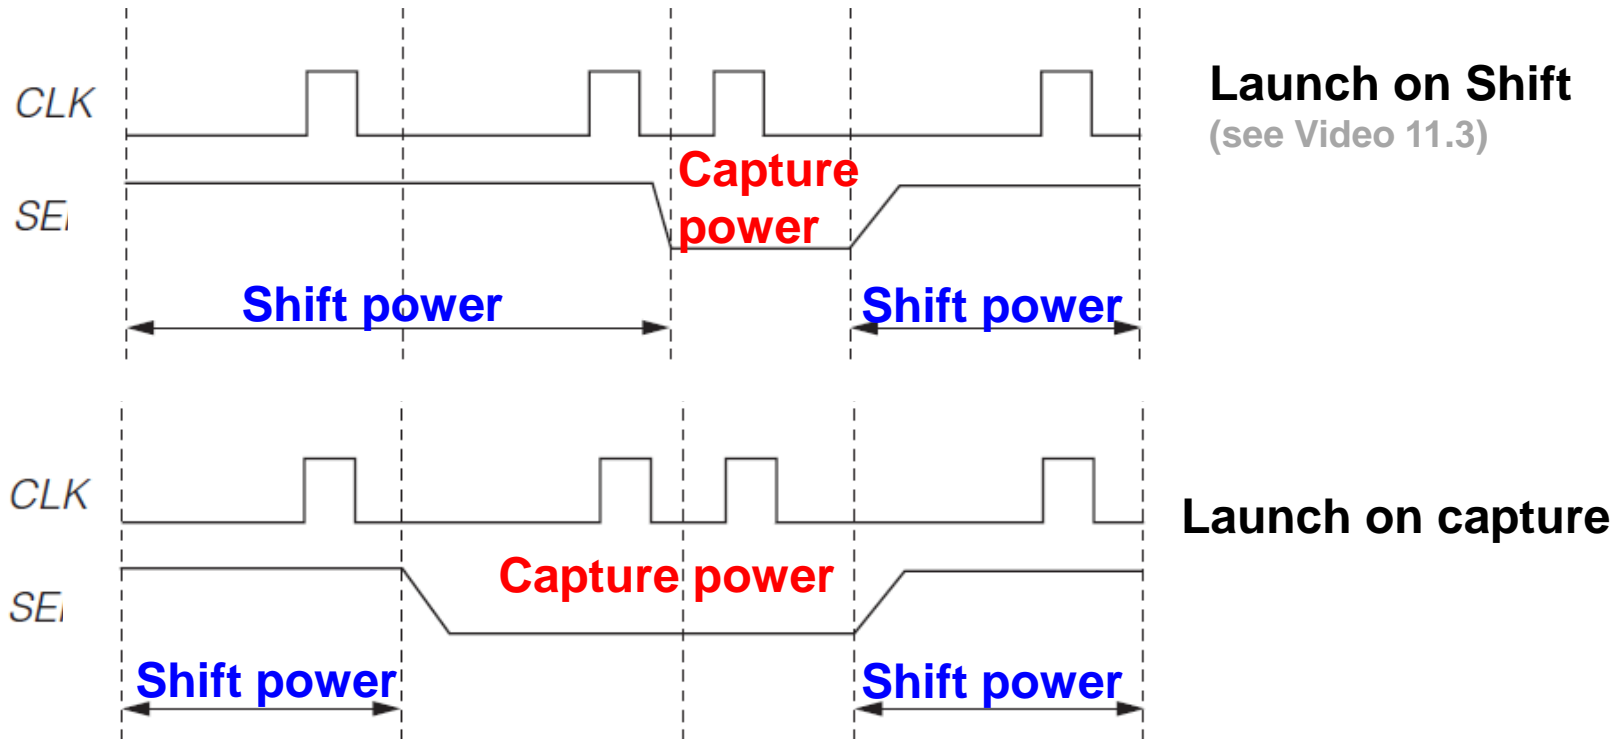 CLK
Launch on Shift
(see Video 11.3)
Capture
power
SE
Shift power
Shift power
CLK
Launch on capture
Capture power
SE
Shift power
Shift power